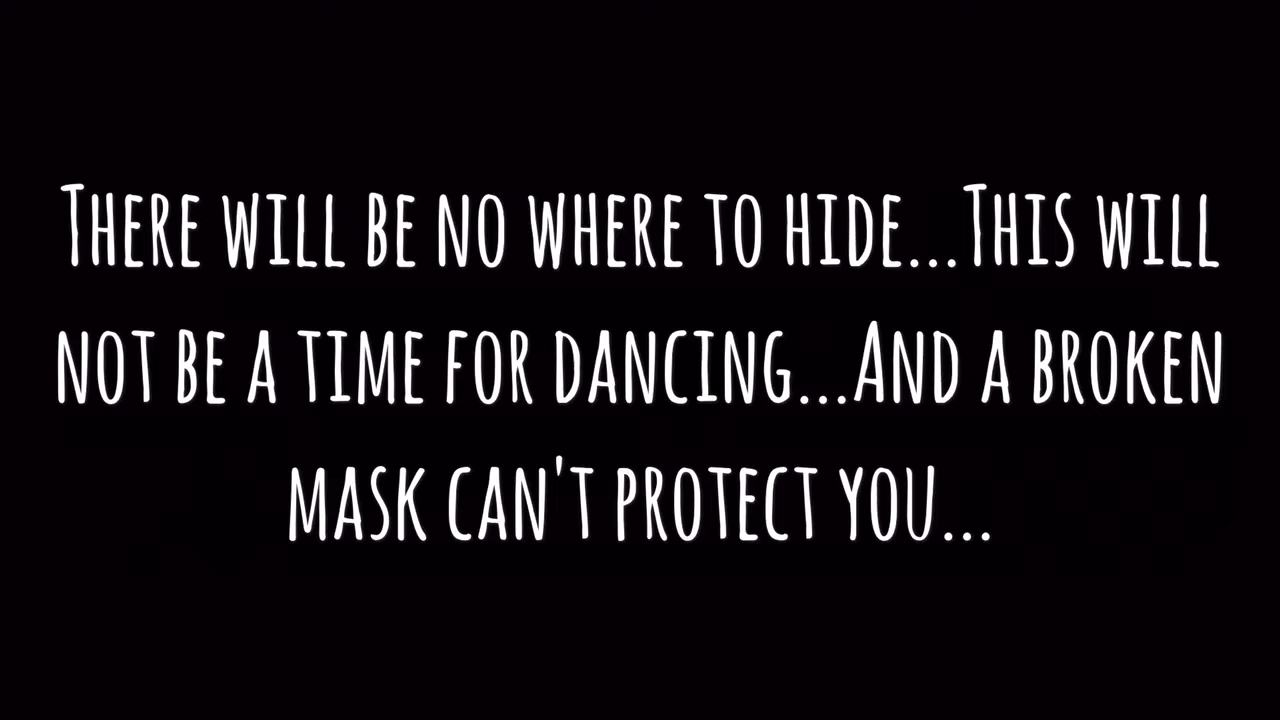 There will be no where to hide...This will
not be a time for dancing...And a broken
mask can't protect you...